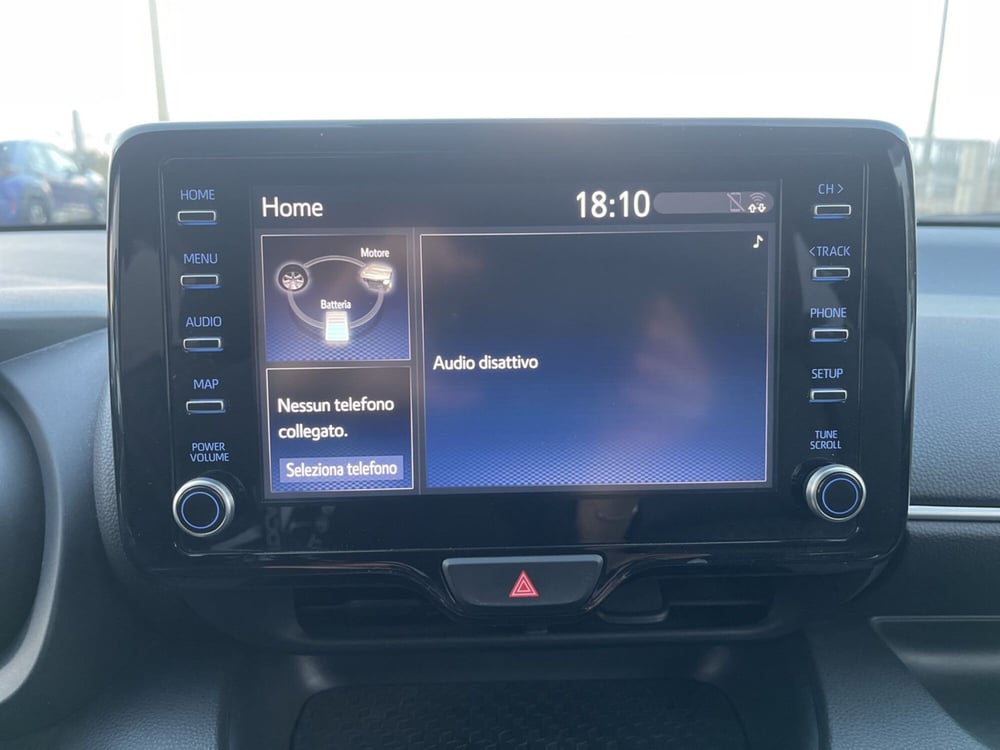 HOME
MENU
AUDIO
MAP
POWER
VOLUME
Home
18:10
Motore
Batteria
Nessun telefono
collegato.
Seleziona telefono
Audio disattivo
CH >
<TRACK
PHONE
SETUP
TUNE
SCROLL